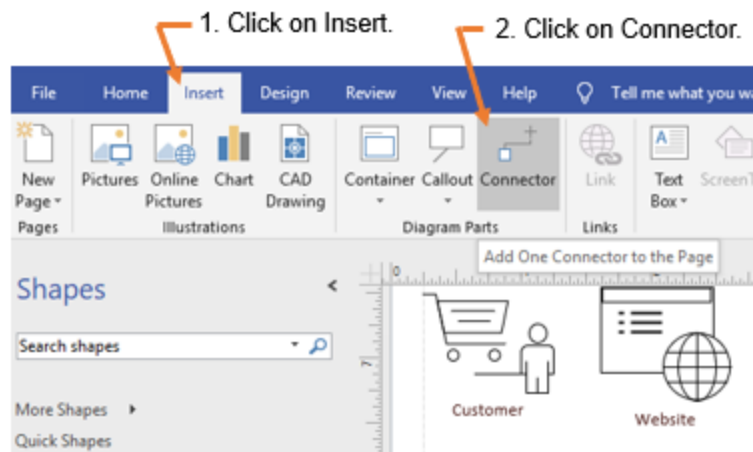 1. Click on Insert.
2. Click on Connector.
File Home Insert Design Review View Help Tell me what you
New Page
Pictures
Online Pictures
Chart
CAD Drawing
Container
Callout
Connector
Link
Text Box
Pages
Illustrations
Diagram Parts
Links
Add One Connector to the Page
Shapes
0
Search shapes
7
More Shapes
Quick Shapes
Customer
Website